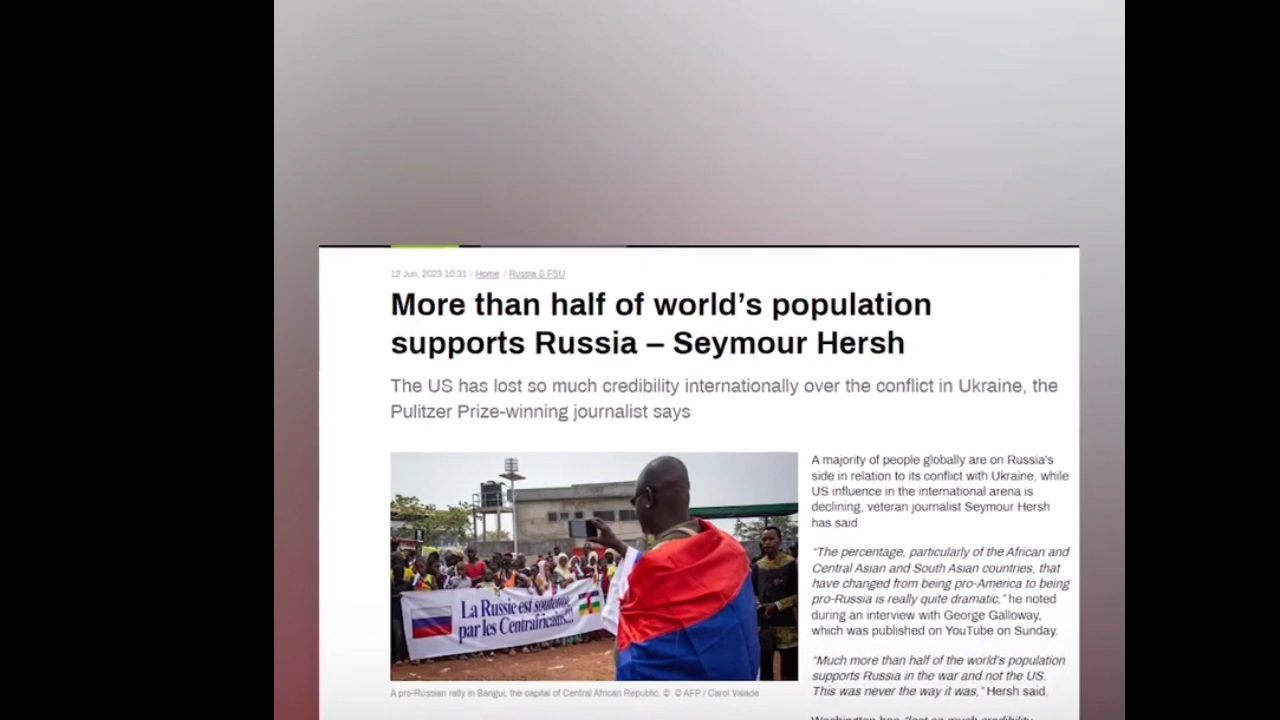 12 Jun, 2023 10:31 / Home / Russia & FSU
More than half of world's population
supports Russia – Seymour Hersh
The US has lost so much credibility internationally over the conflict in Ukraine, the
Pulitzer Prize-winning journalist says
La Russie est soutenue
par les Centrafricains...
A pro-Russian rally in Bangui, the capital of Central African Republic. © © AFP / Carol Valade
A majority of people globally are on Russia's
side in relation to its conflict with Ukraine, while
US influence in the international arena is
declining, veteran journalist Seymour Hersh
has said.
“The percentage, particularly of the African and
Central Asian and South Asian countries, that
have changed from being pro-America to being
pro-Russia is really quite dramatic,” he noted
during an interview with George Galloway,
which was published on YouTube on Sunday.
“Much more than half of the world's population
supports Russia in the war and not the US.
This was never the way it was,” Hersh said.
Washington has “lost so much credibility